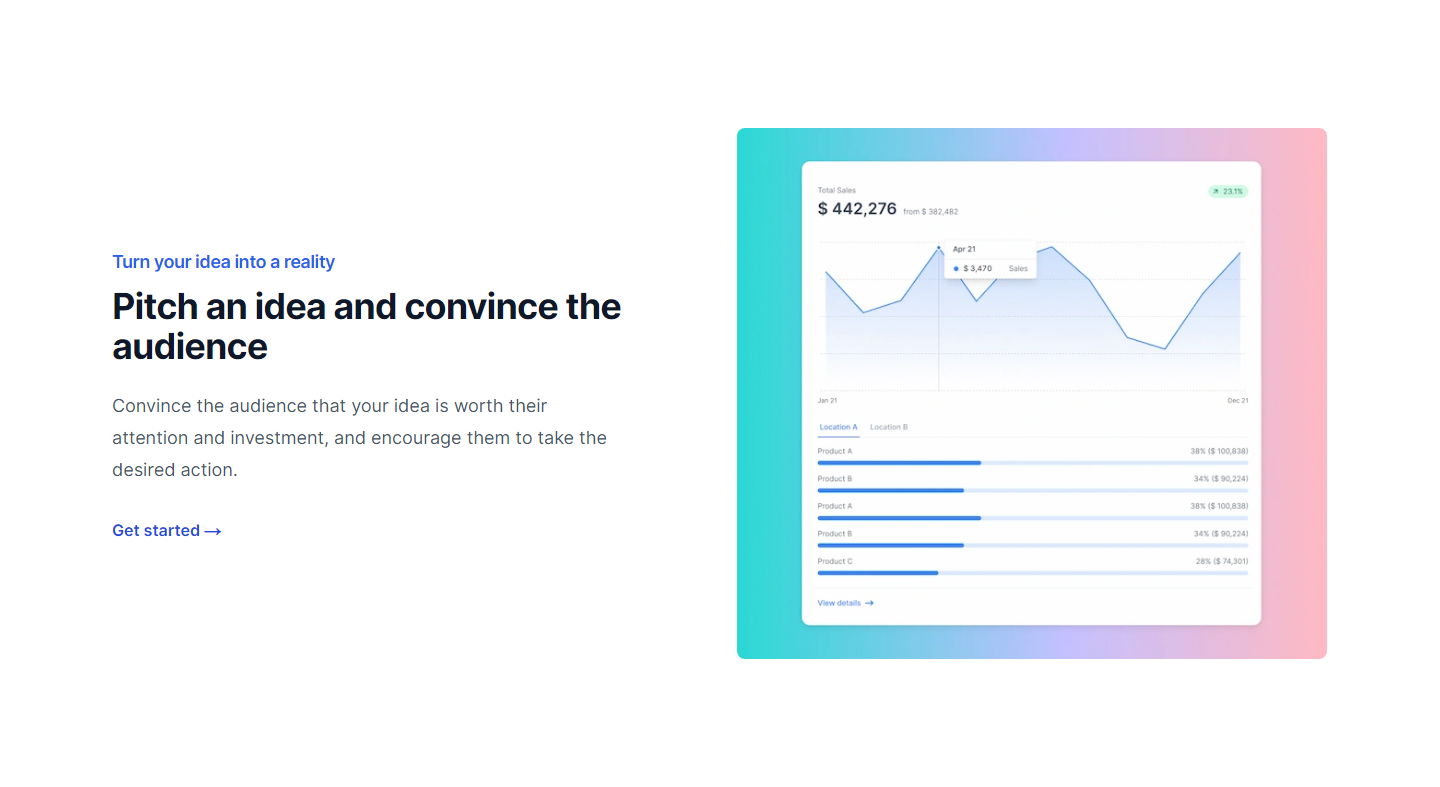 Turn your idea into a reality
Pitch an idea and convince the
audience
Convince the audience that your idea is worth their
attention and investment, and encourage them to take the
desired action.
Get started →
Total Sales
23.1%
$ 442,276 from $ 382,482
Apr 21
$ 3,470 Sales
Jan 21 Dec 21
Location A Location B
Product A 38% ($ 100,838)
Product B 34% ($ 90,224)
Product A 38% ($ 100,838)
Product B 34% ($ 90,224)
Product C 28% ($ 74,301)
View details →